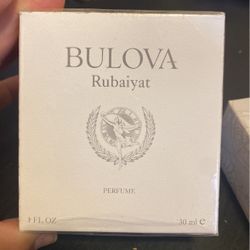 BULOVA
Rubaiyat
PERFUME
1 FL OZ 30 ml ℮